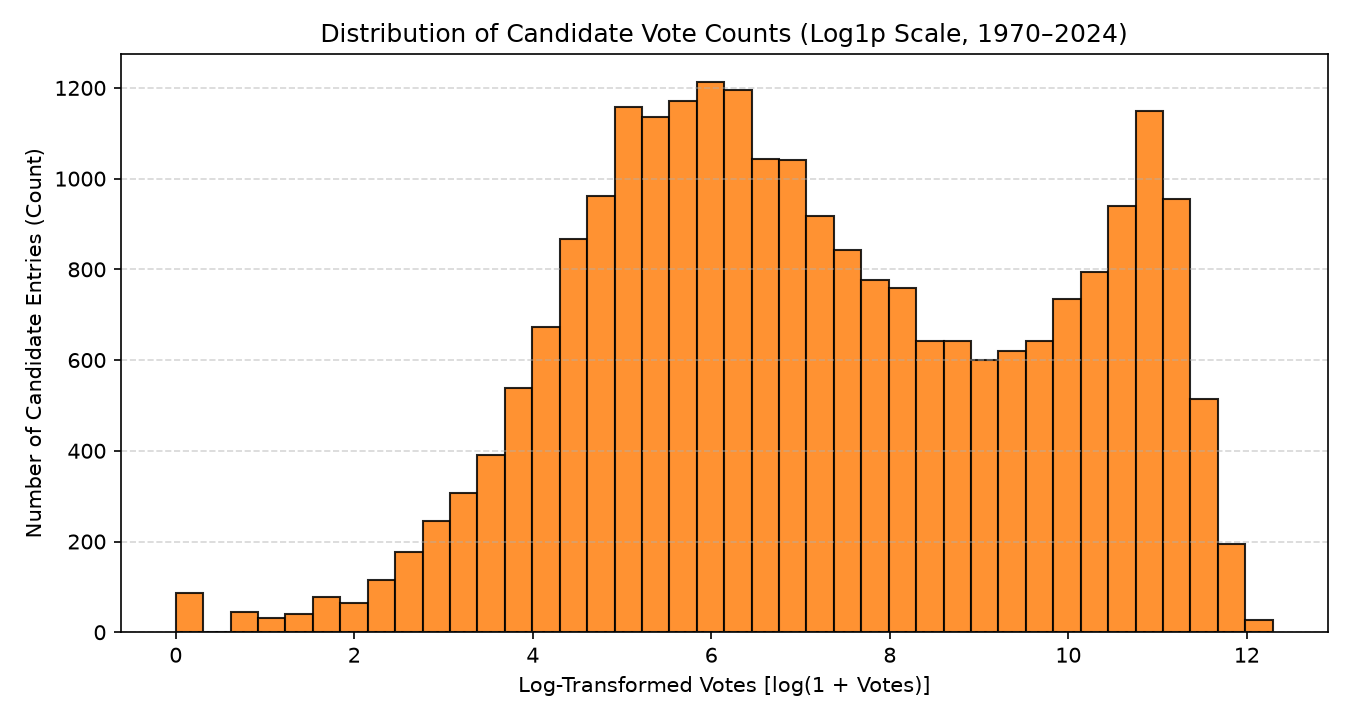 Distribution of Candidate Vote Counts (Log1p Scale, 1970–2024)
Number of Candidate Entries (Count)
1200
1000
800
600
400
200
0
0 2 4 6 8 10 12
Log-Transformed Votes [log(1 + Votes)]